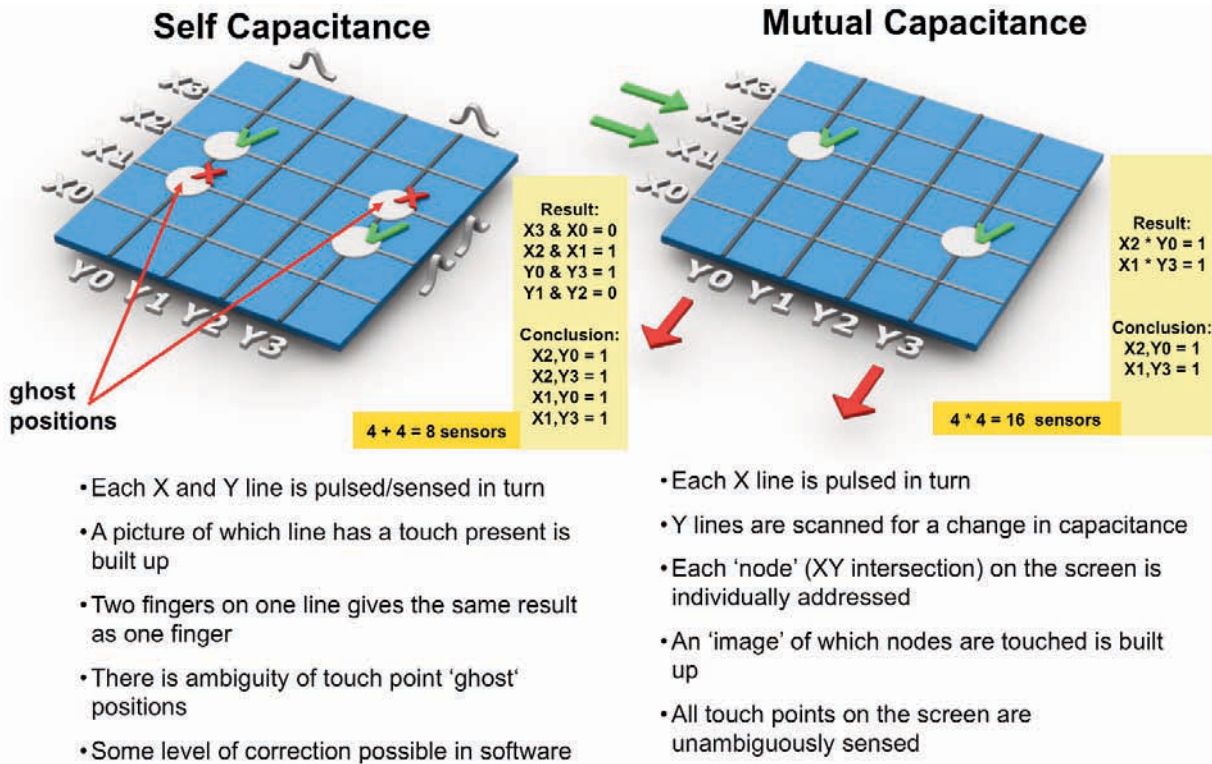 Self Capacitance
X3
X2
X1
X0
Y0
Y1
Y2
Y3
ghost
positions
Result:
X3 & X0 = 0
X2 & X1 = 1
Y0 & Y3 = 1
Y1 & Y2 = 0
Conclusion:
X2,Y0 = 1
X2,Y3 = 1
X1,Y0 = 1
X1,Y3 = 1
4 + 4 = 8 sensors
•Each X and Y line is pulsed/sensed in turn
•A picture of which line has a touch present is
built up
•Two fingers on one line gives the same result
as one finger
•There is ambiguity of touch point ‘ghost‘
positions
•Some level of correction possible in software
Mutual Capacitance
X3
X2
X1
X0
Y0
Y1
Y2
Y3
Result:
X2 * Y0 = 1
X1 * Y3 = 1
Conclusion:
X2,Y0 = 1
X1,Y3 = 1
4 * 4 = 16 sensors
•Each X line is pulsed in turn
•Y lines are scanned for a change in capacitance
•Each ‘node’ (XY intersection) on the screen is
individually addressed
•An ‘image’ of which nodes are touched is built
up
•All touch points on the screen are
unambiguously sensed